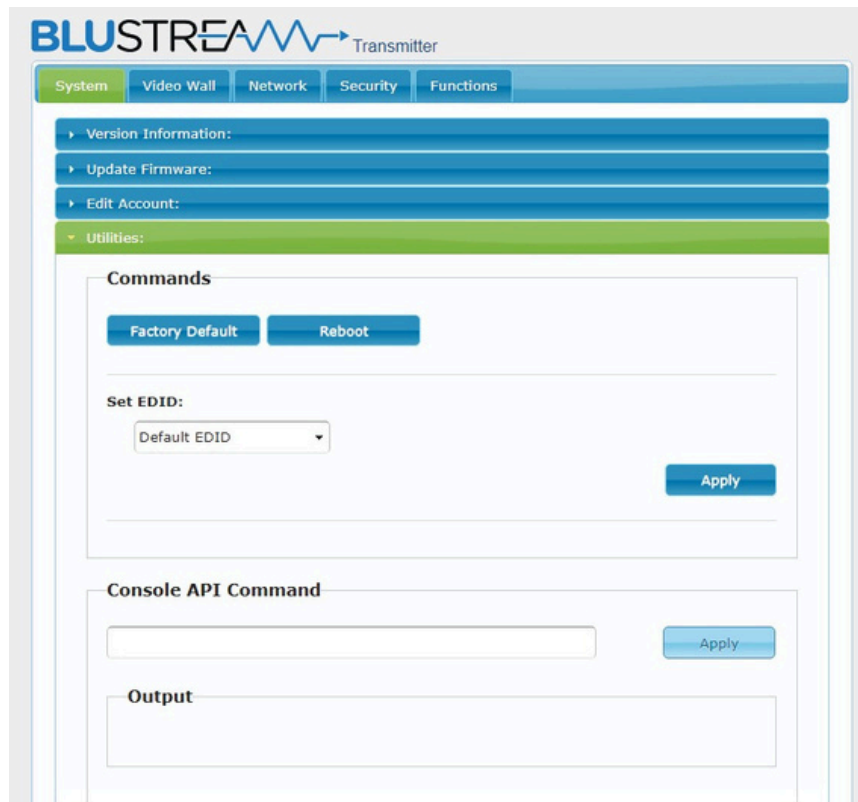 BLUSTREAM Transmitter
System Video Wall Network Security Functions
Version Information:
Update Firmware:
Edit Account:
Utilities:
Commands
Factory Default Reboot
Set EDID:
Default EDID
Apply
Console API Command
Apply
Output